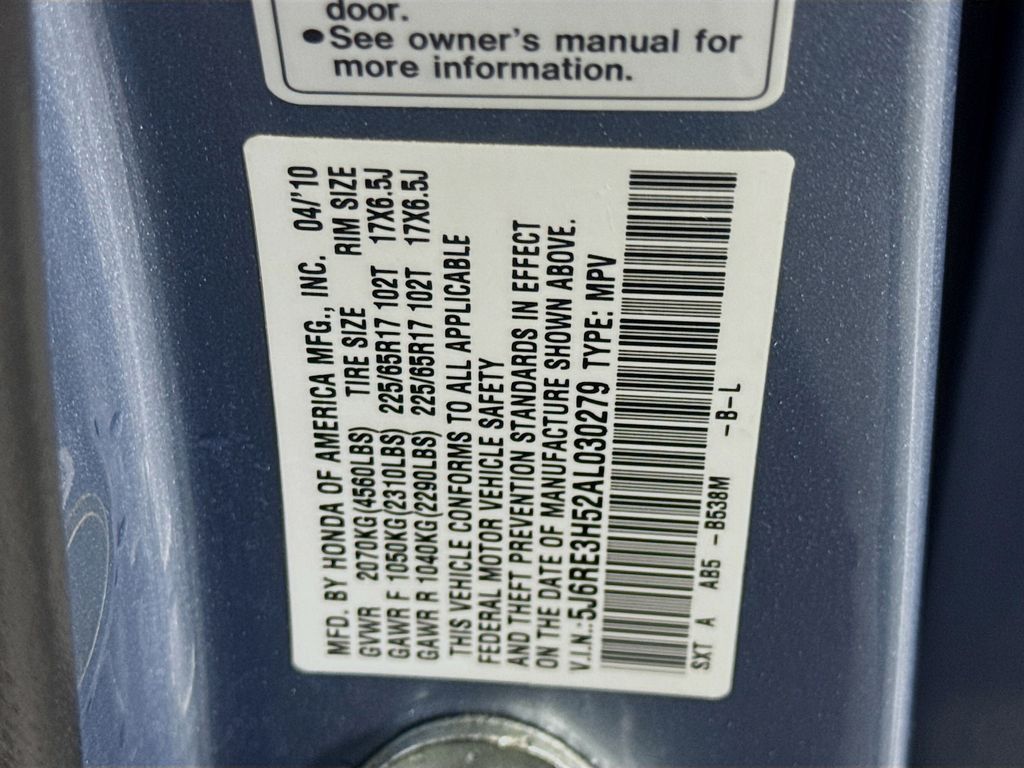 door.
●See owner's manual for
more information.
MFD. BY HONDA OF AMERICA MFG., INC. 04/'10
GVWR 2070KG(4560LBS) TIRE SIZE RIM SIZE
GAWR F 1050KG(2310LBS) 225/65R17 102T 17X6.5J
GAWR R 1040KG(2290LBS) 225/65R17 102T 17X6.5J
THIS VEHICLE CONFORMS TO ALL APPLICABLE
FEDERAL MOTOR VEHICLE SAFETY
AND THEFT PREVENTION STANDARDS IN EFFECT
ON THE DATE OF MANUFACTURE SHOWN ABOVE.
V.I.N.:5J6RE3H52AL030279 TYPE: MPV
SXT A AB5 -B538M -B-L